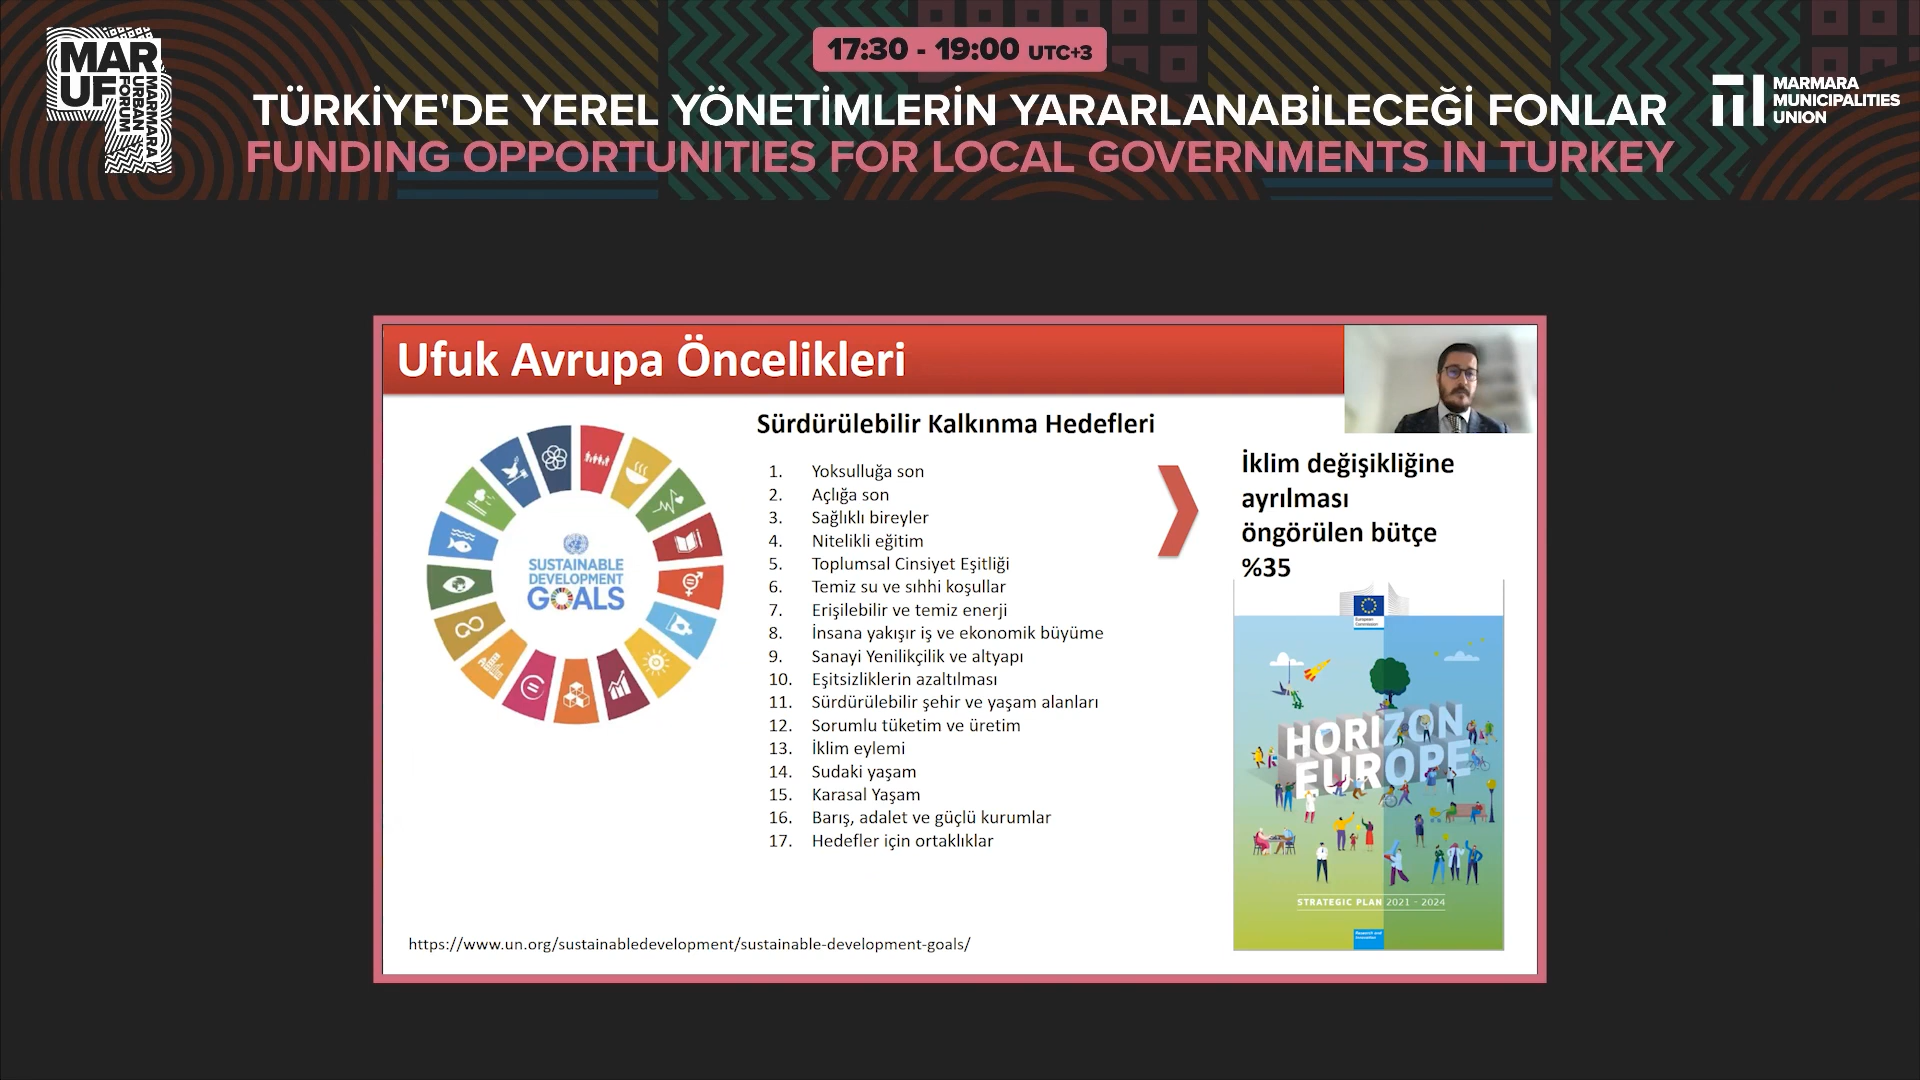 MAR
UF
MARMARA
URBAN
FORUM
17:30 - 19:00 UTC+3
TÜRKİYE'DE YEREL YÖNETİMLERİN YARARLANABİLECEĞİ FONLAR
FUNDING OPPORTUNITIES FOR LOCAL GOVERNMENTS IN TURKEY
MARMARA
MUNICIPALITIES
UNION
Ufuk Avrupa Öncelikleri
SUSTAINABLE
DEVELOPMENT
GOALS
Sürdürülebilir Kalkınma Hedefleri
1. Yoksulluğa son
2. Açlığa son
3. Sağlıklı bireyler
4. Nitelikli eğitim
5. Toplumsal Cinsiyet Eşitliği
6. Temiz su ve sıhhi koşullar
7. Erişilebilir ve temiz enerji
8. İnsana yakışır iş ve ekonomik büyüme
9. Sanayi Yenilikçilik ve altyapı
10. Eşitsizliklerin azaltılması
11. Sürdürülebilir şehir ve yaşam alanları
12. Sorumlu tüketim ve üretim
13. İklim eylemi
14. Sudaki yaşam
15. Karasal Yaşam
16. Barış, adalet ve güçlü kurumlar
17. Hedefler için ortaklıklar
İklim değişikliğine
ayrılması
öngörülen bütçe
%35
European
Commission
HORIZON
EUROPE
STRATEGIC PLAN 2021 - 2024
Research and
Innovation
https://www.un.org/sustainabledevelopment/sustainable-development-goals/